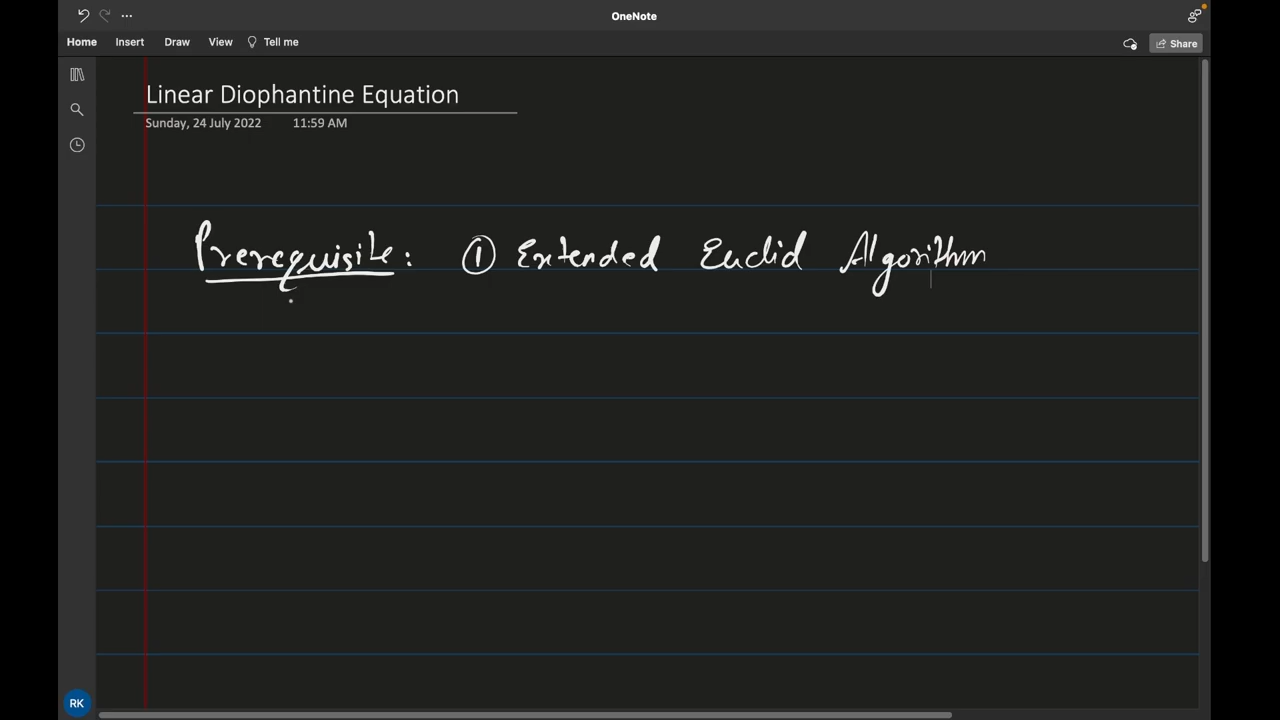 OneNote
Home Insert Draw View Tell me Share
Linear Diophantine Equation
Sunday, 24 July 2022 11:59 AM
Prerequisite: ① Extended Euclid Algorithm
RK